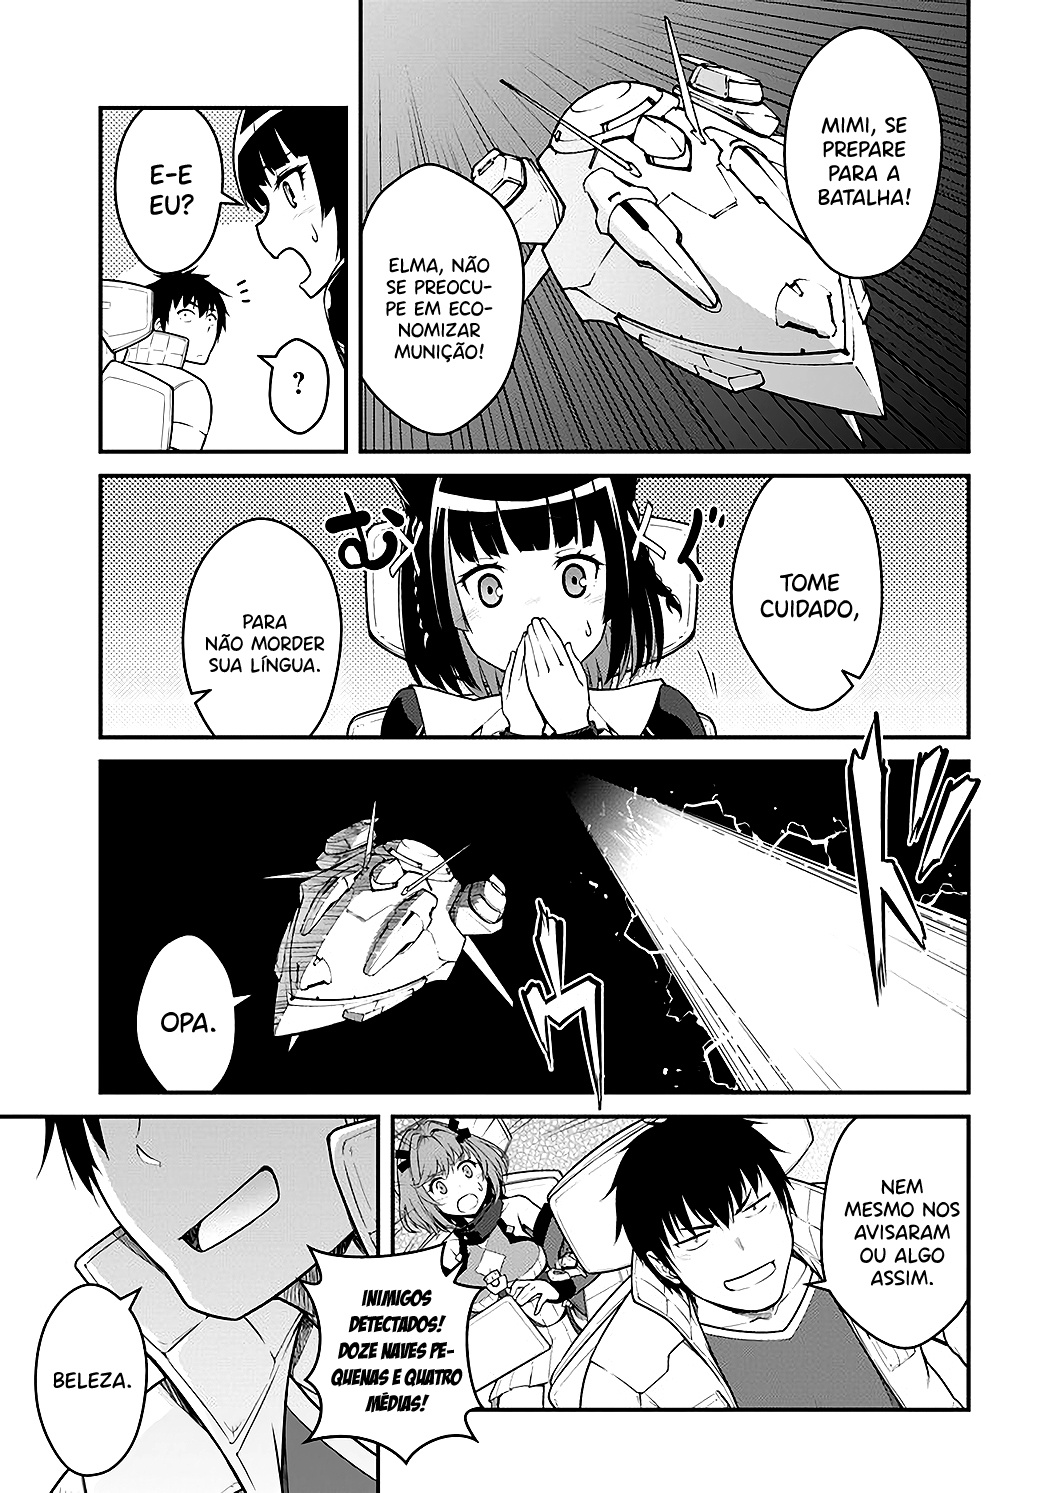 MIMI, SE
PREPARE
PARA A
BATALHA!
ELMA, NÃO
SE PREOCU-
PE EM ECO-
NOMIZAR
MUNIÇÃO!
E-E
EU?
?
TOME
CUIDADO,
む
ぐ
PARA
NÃO MORDER
SUA LÍNGUA.
OPA.
NEM
MESMO NOS
AVISARAM
OU ALGO
ASSIM.
INIMIGOS
DETECTADOS!
DOZE NAVES PE-
QUENAS E QUATRO
MÉDIAS!
BELEZA.